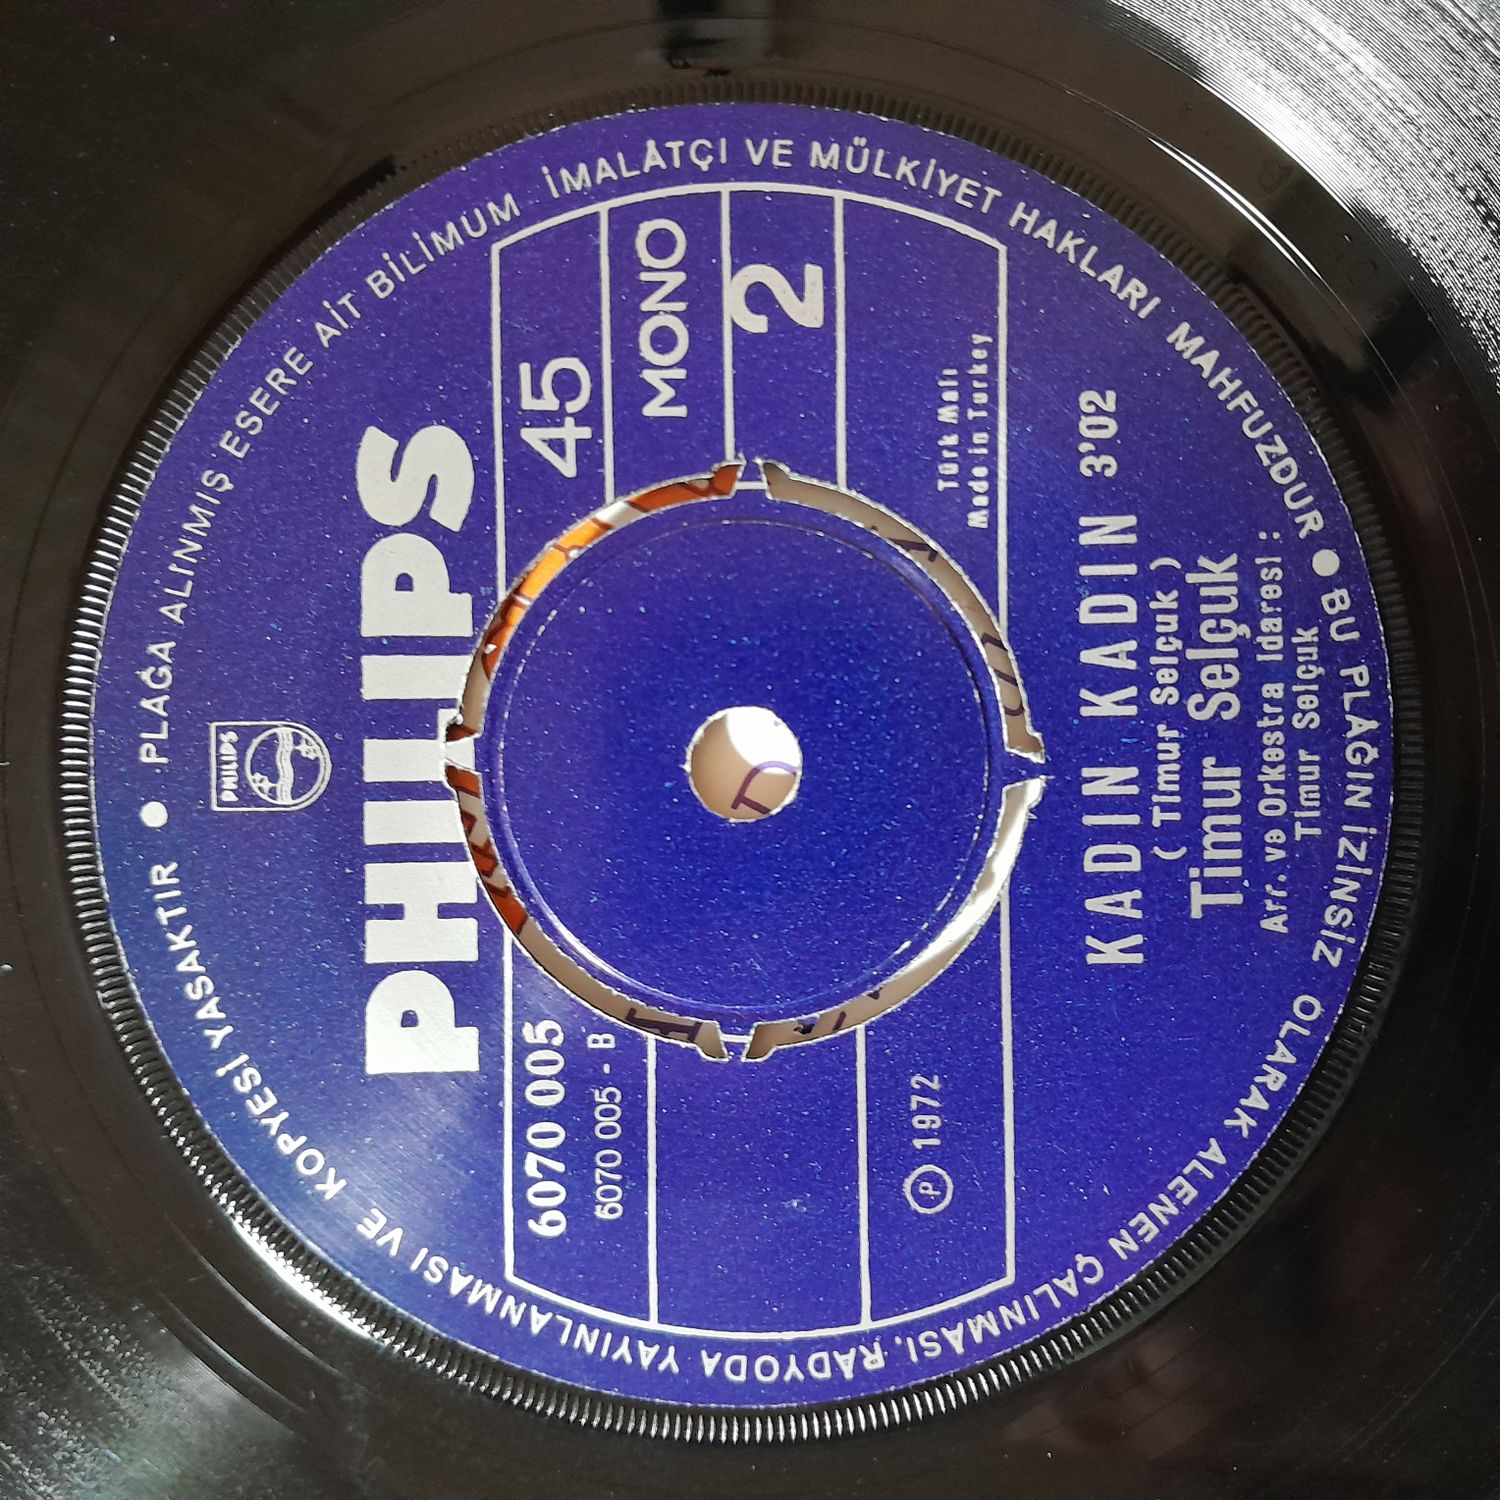 ● PLAĞA ALINMIŞ ESERE AİT BİLİMUM İMALÂTÇI VE MÜLKİYET HAKLARI MAHFUZDUR ● BU PLAĞIN İZİNSİZ OLARAK ALENEN ÇALINMASI, RADYODA YAYINLANMASI VE KOPYESİ YASAKTIR
PHILIPS
PHILIPS
6070 005
45
6070 005 - B
MONO
2
℗ 1972
Türk Malı
Made in Turkey
KADIN KADIN 3'02
( Timur Selçuk )
Timur Selçuk
Arr. ve Orkestra İdaresi :
Timur Selçuk